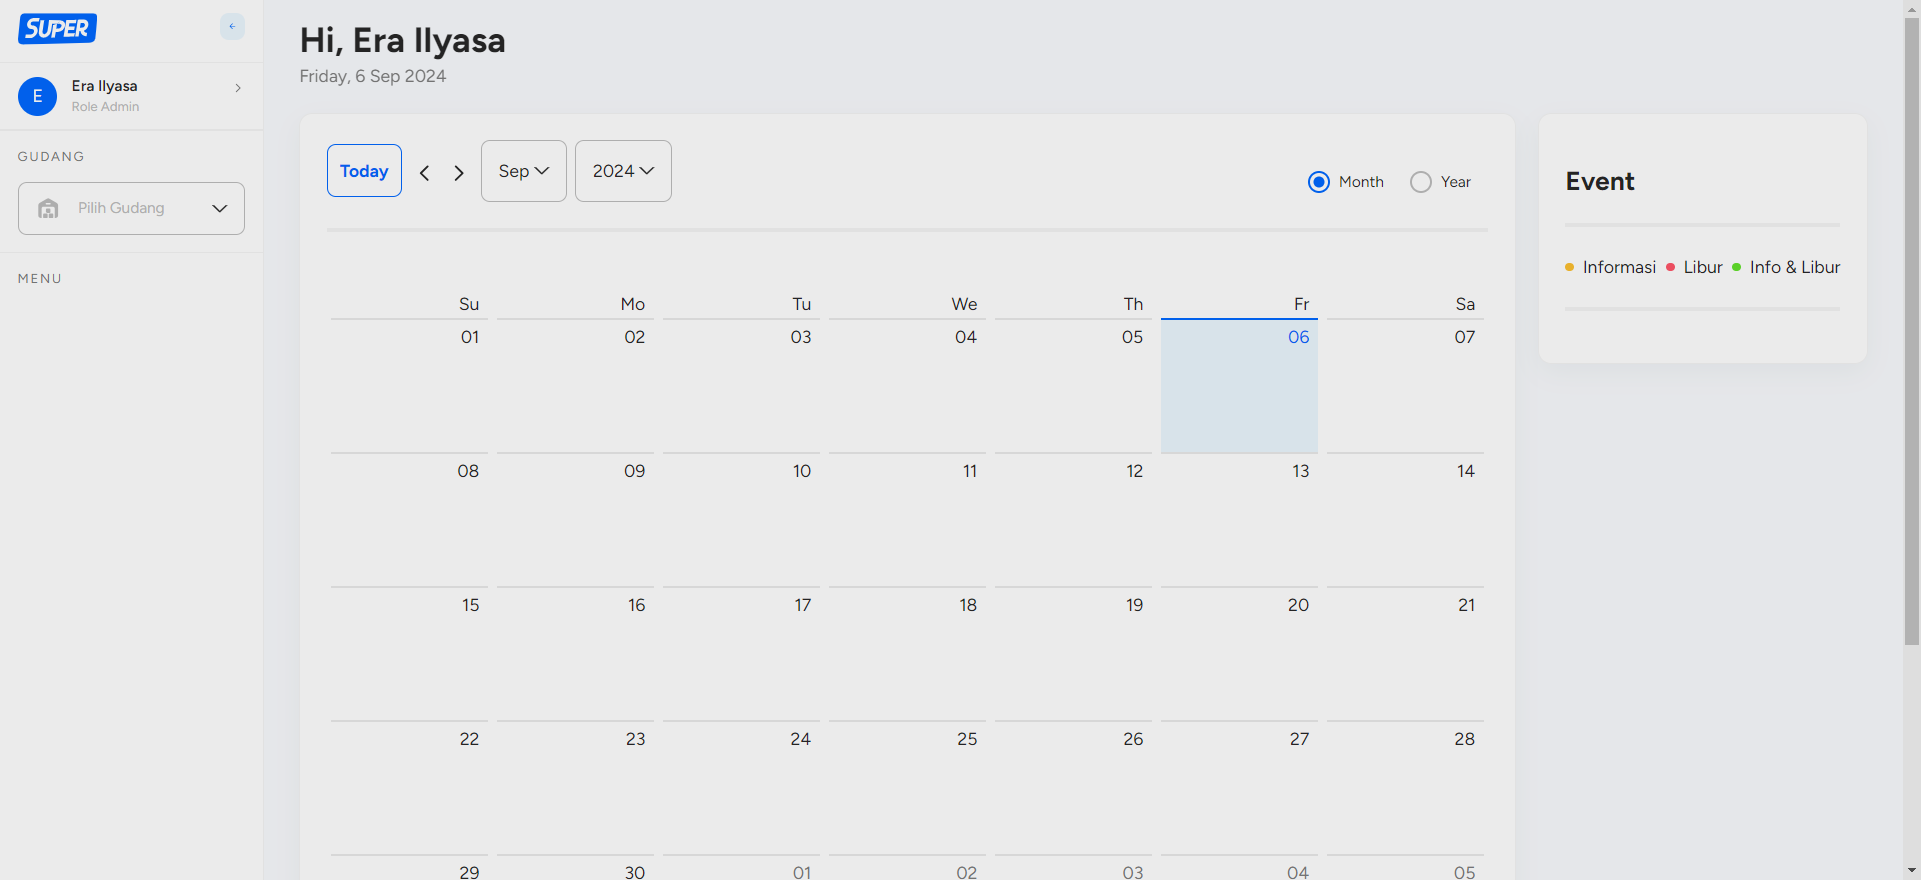 SUPER
E
Era Ilyasa
Role Admin
GUDANG
Pilih Gudang
MENU
Hi, Era Ilyasa
Friday, 6 Sep 2024
Today
Sep
2024
Month
Year
Su Mo Tu We Th Fr Sa
01 02 03 04 05 06 07
08 09 10 11 12 13 14
15 16 17 18 19 20 21
22 23 24 25 26 27 28
29 30 01 02 03 04 05
Event
Informasi Libur Info & Libur